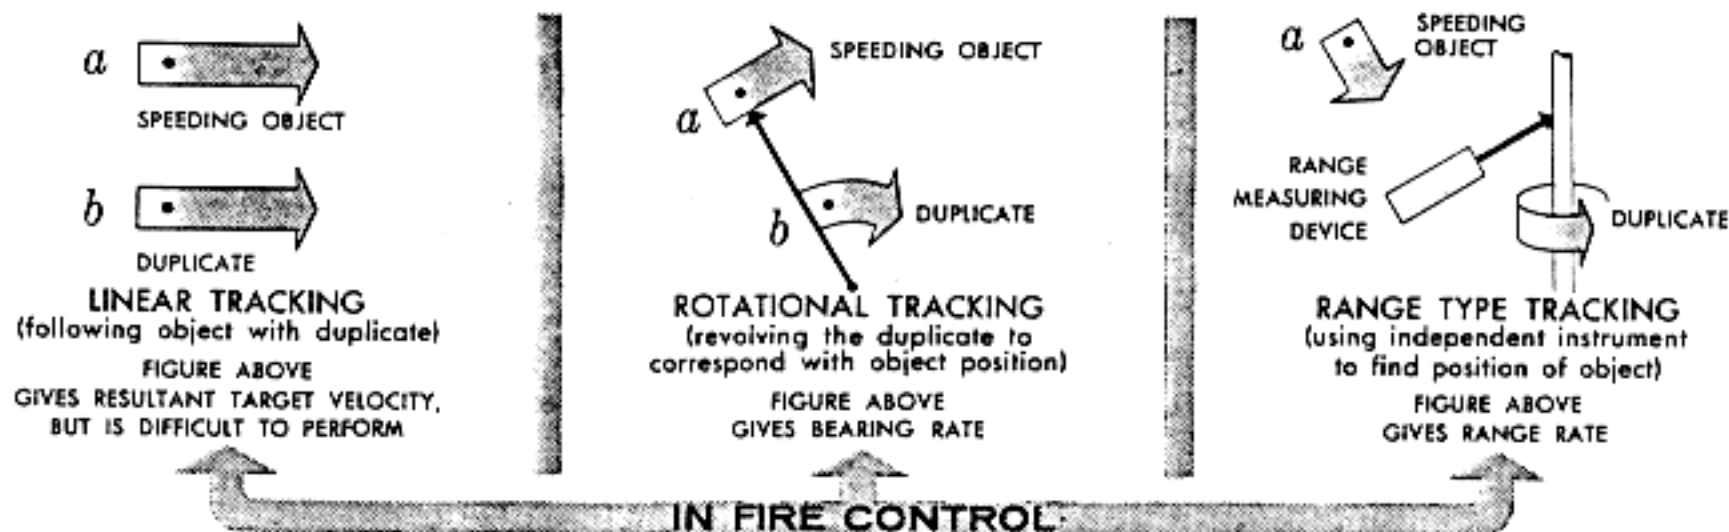 a
SPEEDING OBJECT
b
DUPLICATE
LINEAR TRACKING
(following object with duplicate)
FIGURE ABOVE
GIVES RESULTANT TARGET VELOCITY,
BUT IS DIFFICULT TO PERFORM
SPEEDING OBJECT
a
b
DUPLICATE
ROTATIONAL TRACKING
(revolving the duplicate to
correspond with object position)
FIGURE ABOVE
GIVES BEARING RATE
a
SPEEDING
OBJECT
RANGE
MEASURING
DEVICE
DUPLICATE
RANGE TYPE TRACKING
(using independent instrument
to find position of object)
FIGURE ABOVE
GIVES RANGE RATE
IN FIRE CONTROL